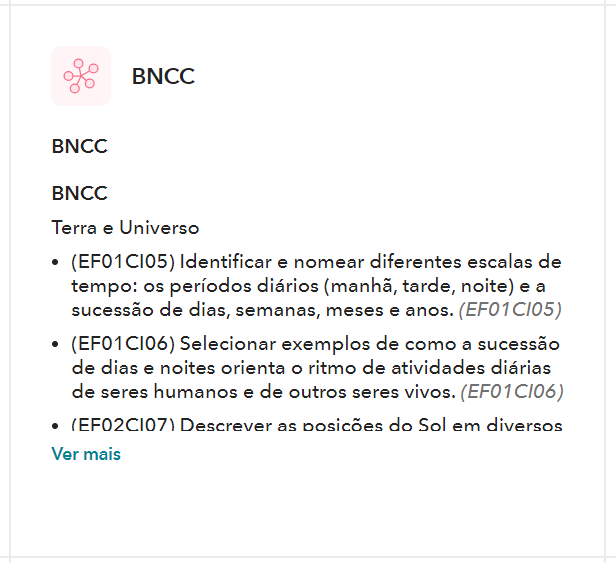 BNCC
BNCC
BNCC
Terra e Universo
• (EF01CI05) Identificar e nomear diferentes escalas de
tempo: os períodos diários (manhã, tarde, noite) e a
sucessão de dias, semanas, meses e anos. (EF01CI05)
• (EF01CI06) Selecionar exemplos de como a sucessão
de dias e noites orienta o ritmo de atividades diárias
de seres humanos e de outros seres vivos. (EF01CI06)
• (EF02CI07) Descrever as posições do Sol em diversos
Ver mais